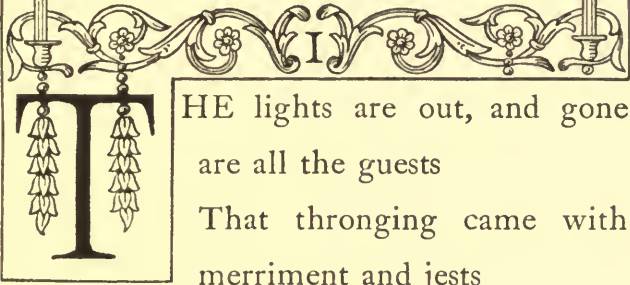 I
THE lights are out, and gone
are all the guests
That thronging came with
merriment and jests